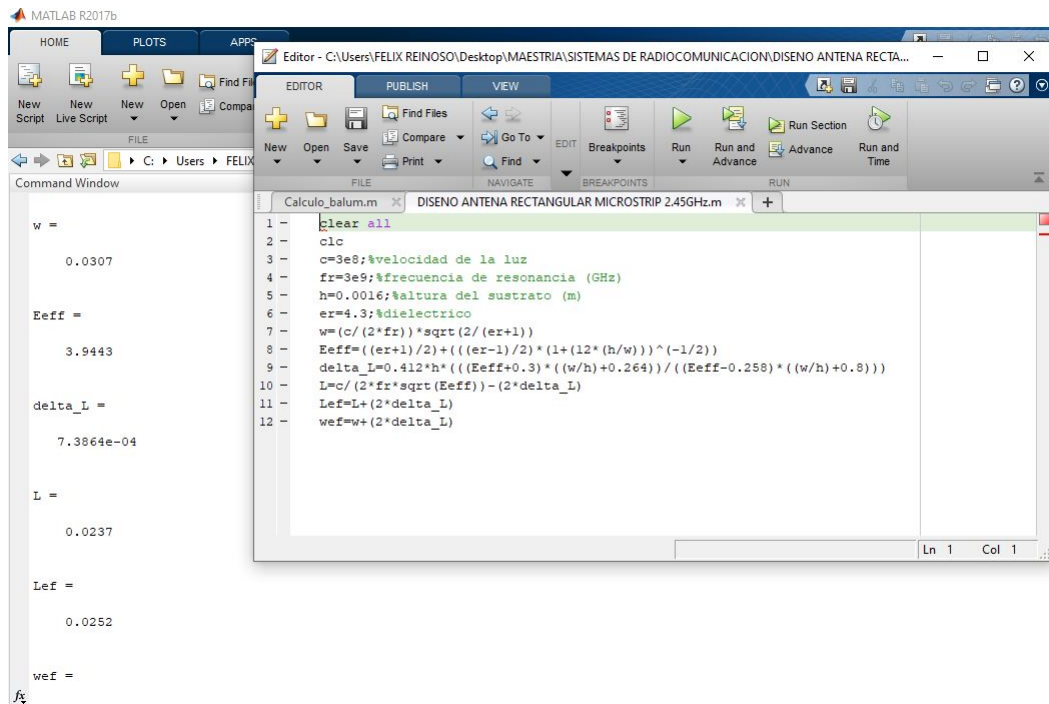 MATLAB R2017b
HOME PLOTS APPS
New Script
New Live Script
New
Open
Find Fil
Compa
FILE
C: Users FELIX
Command Window
w =
0.0307
Eeff =
3.9443
delta_L =
7.3864e-04
L =
0.0237
Lef =
0.0252
wef =
fx
Editor - C:\Users\FELIX REINOSO\Desktop\MAESTRIA\SISTEMAS DE RADIOCOMUNICACION\DISENO ANTENA RECTA...
EDITOR PUBLISH VIEW
New
Open
Save
Find Files
Compare
Print
FILE
Go To
Find
NAVIGATE
EDIT
Breakpoints
BREAKPOINTS
Run
Run and Advance
Run Section
Advance
Run and Time
RUN
Calculo_balum.m DISENO ANTENA RECTANGULAR MICROSTRIP 2.45GHz.m +
1 - clear all
2 - clc
3 - c=3e8;%velocidad de la luz
4 - fr=3e9;%frecuencia de resonancia (GHz)
5 - h=0.0016;%altura del sustrato (m)
6 - er=4.3;%dielectrico
7 - w=(c/(2*fr))*sqrt(2/(er+1))
8 - Eeff=((er+1)/2)+(((er-1)/2)*(1+(12*(h/w)))^(-1/2))
9 - delta_L=0.412*h*(((Eeff+0.3)*((w/h)+0.264))/((Eeff-0.258)*((w/h)+0.8)))
10 - L=c/(2*fr*sqrt(Eeff))-(2*delta_L)
11 - Lef=L+(2*delta_L)
12 - wef=w+(2*delta_L)
Ln 1 Col 1